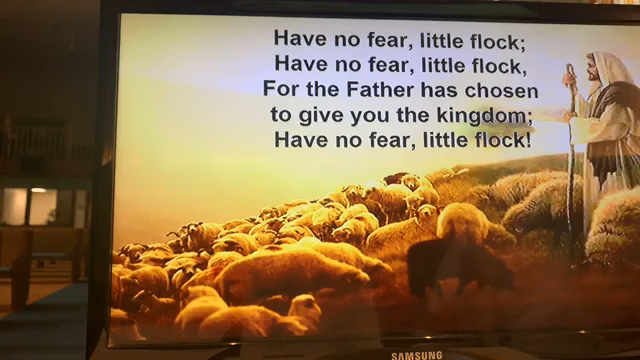 Have no fear, little flock;
Have no fear, little flock,
For the Father has chosen
to give you the kingdom;
Have no fear, little flock!
SAMSUNG